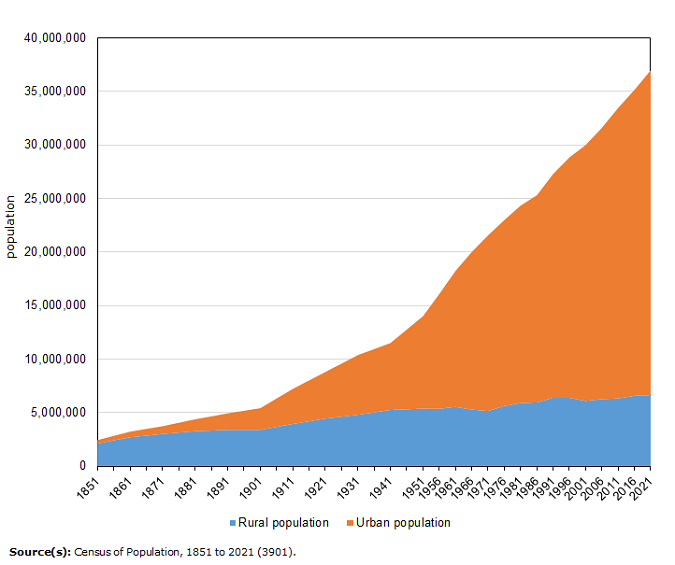 40,000,000
35,000,000
30,000,000
25,000,000
20,000,000
15,000,000
10,000,000
5,000,000
0
population
1851 1861 1871 1881 1891 1901 1911 1921 1931 1941 1951 1956 1961 1966 1971 1976 1981 1986 1991 1996 2001 2006 2011 2016 2021
Rural population Urban population
Source(s): Census of Population, 1851 to 2021 (3901).